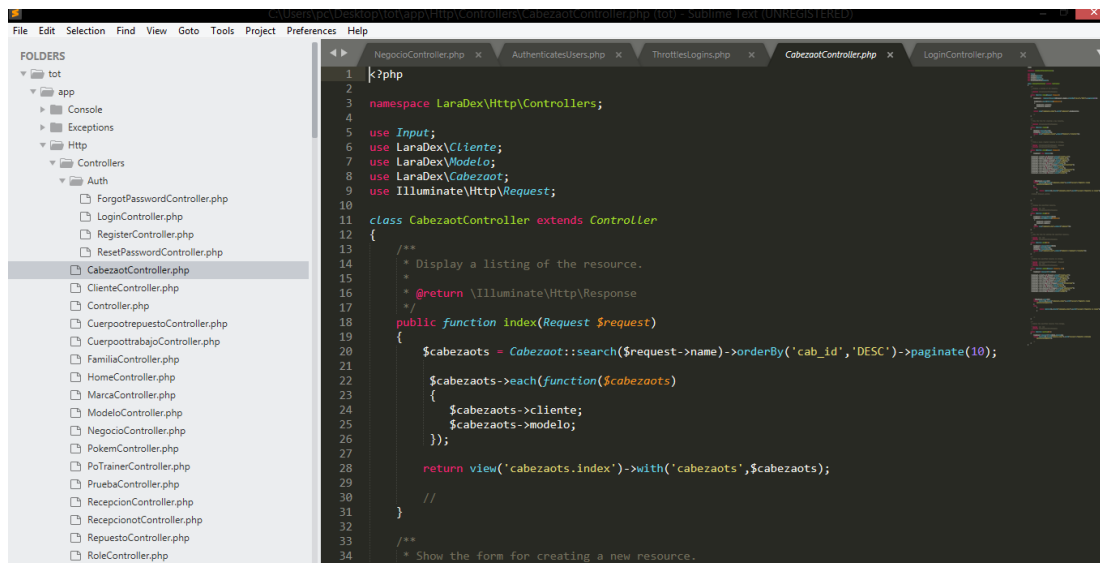 C:\Users\pc\Desktop\tot\app\Http\Controllers\CabezaotController.php (tot) - Sublime Text (UNREGISTERED)
File Edit Selection Find View Goto Tools Project Preferences Help
FOLDERS
tot
app
Console
Exceptions
Http
Controllers
Auth
ForgotPasswordController.php
LoginController.php
RegisterController.php
ResetPasswordController.php
CabezaotController.php
ClienteController.php
Controller.php
CuerpootrepuestoController.php
CuerpoottrabajoController.php
FamiliaController.php
HomeController.php
MarcaController.php
ModeloController.php
NegocioController.php
PokemController.php
PoTrainerController.php
PruebaController.php
RecepcionController.php
RecepcionotController.php
RepuestoController.php
RoleController.php
NegocioController.php × AuthenticatesUsers.php × ThrottlesLogins.php × CabezaotController.php × LoginController.php ×
1 <?php
2
3 namespace LaraDex\Http\Controllers;
4
5 use Input;
6 use LaraDex\Cliente;
7 use LaraDex\Modelo;
8 use LaraDex\Cabezaot;
9 use Illuminate\Http\Request;
10
11 class CabezaotController extends Controller
12 {
13 /**
14 * Display a listing of the resource.
15 *
16 * @return \Illuminate\Http\Response
17 */
18 public function index(Request $request)
19 {
20 $cabezaots = Cabezaot::search($request->name)->orderBy('cab_id','DESC')->paginate(10);
21
22 $cabezaots->each(function($cabezaots)
23 {
24 $cabezaots->cliente;
25 $cabezaots->modelo;
26 });
27
28 return view('cabezaots.index')->with('cabezaots',$cabezaots);
29
30 //
31 }
32
33 /**
34 * Show the form for creating a new resource.